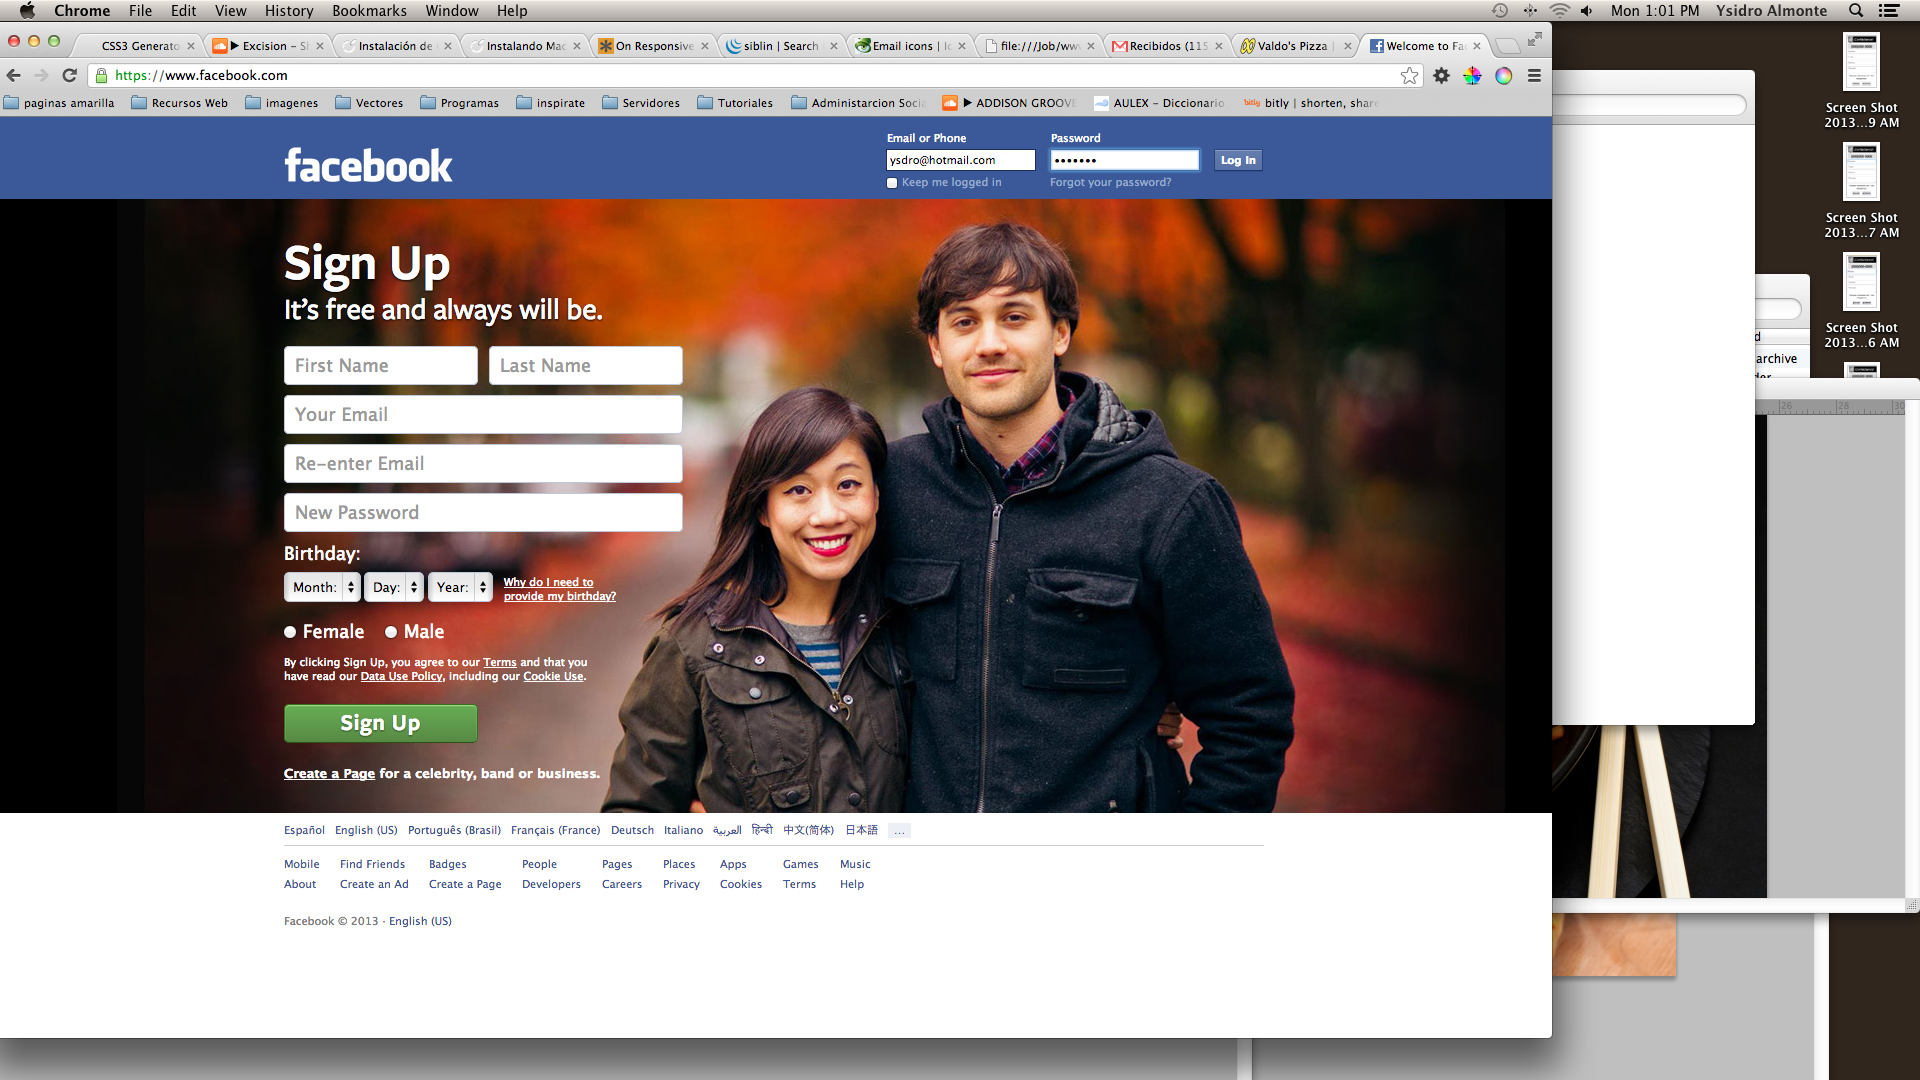 Chrome File Edit View History Bookmarks Window Help
Mon 1:01 PM Ysidro Almonte
CSS3 Generato
Excision – S
Instalación de
Instalando Mac
On Responsive
siblin | Search
Email icons | Ic
file:///Job/ww
Recibidos (115
Valdo's Pizza |
Welcome to Fa
https://www.facebook.com
paginas amarilla
Recursos Web
imagenes
Vectores
Programas
inspirate
Servidores
Tutoriales
Administarcion Socia
ADDISON GROOVE
AULEX – Diccionario
bitly | shorten, share
facebook
Email or Phone
Password
ysdro@hotmail.com
•••••••
Log In
Keep me logged in
Forgot your password?
Sign Up
It's free and always will be.
First Name
Last Name
Your Email
Re-enter Email
New Password
Birthday:
Month:
Day:
Year:
Why do I need to
provide my birthday?
Female
Male
By clicking Sign Up, you agree to our Terms and that you
have read our Data Use Policy, including our Cookie Use.
Sign Up
Create a Page for a celebrity, band or business.
Español English (US) Português (Brasil) Français (France) Deutsch Italiano العربية हिन्दी 中文(简体) 日本語 ...
Mobile Find Friends Badges People Pages Places Apps Games Music
About Create an Ad Create a Page Developers Careers Privacy Cookies Terms Help
Facebook © 2013 · English (US)
Screen Shot
2013...9 AM
Screen Shot
2013...7 AM
Screen Shot
2013...6 AM
d
archive
26 28 30